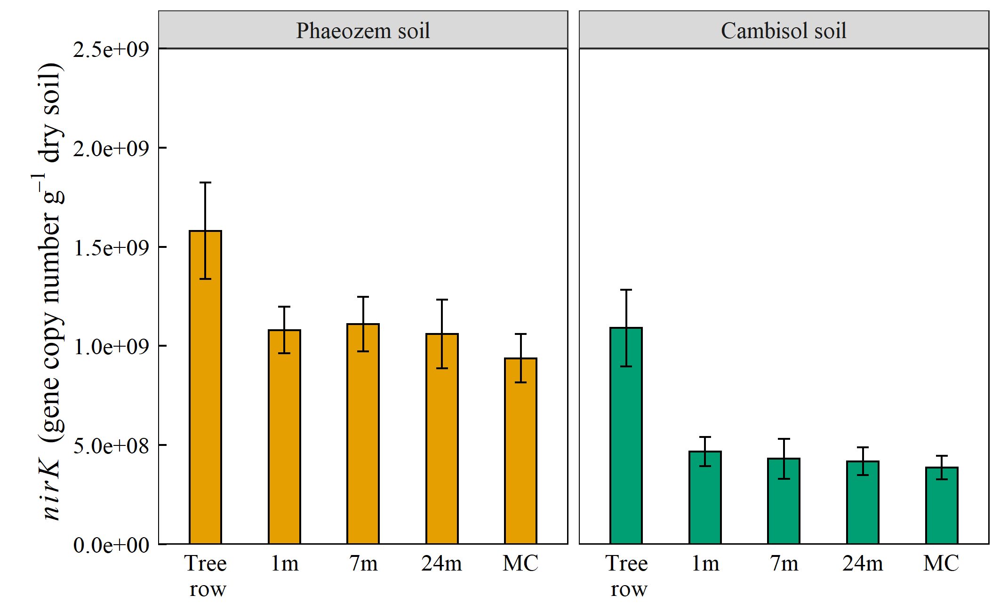 Phaeozem soil
Cambisol soil
nirK (gene copy number g⁻¹ dry soil)
2.5e+09
2.0e+09
1.5e+09
1.0e+09
5.0e+08
0.0e+00
Tree row
1m
7m
24m
MC
Tree row
1m
7m
24m
MC